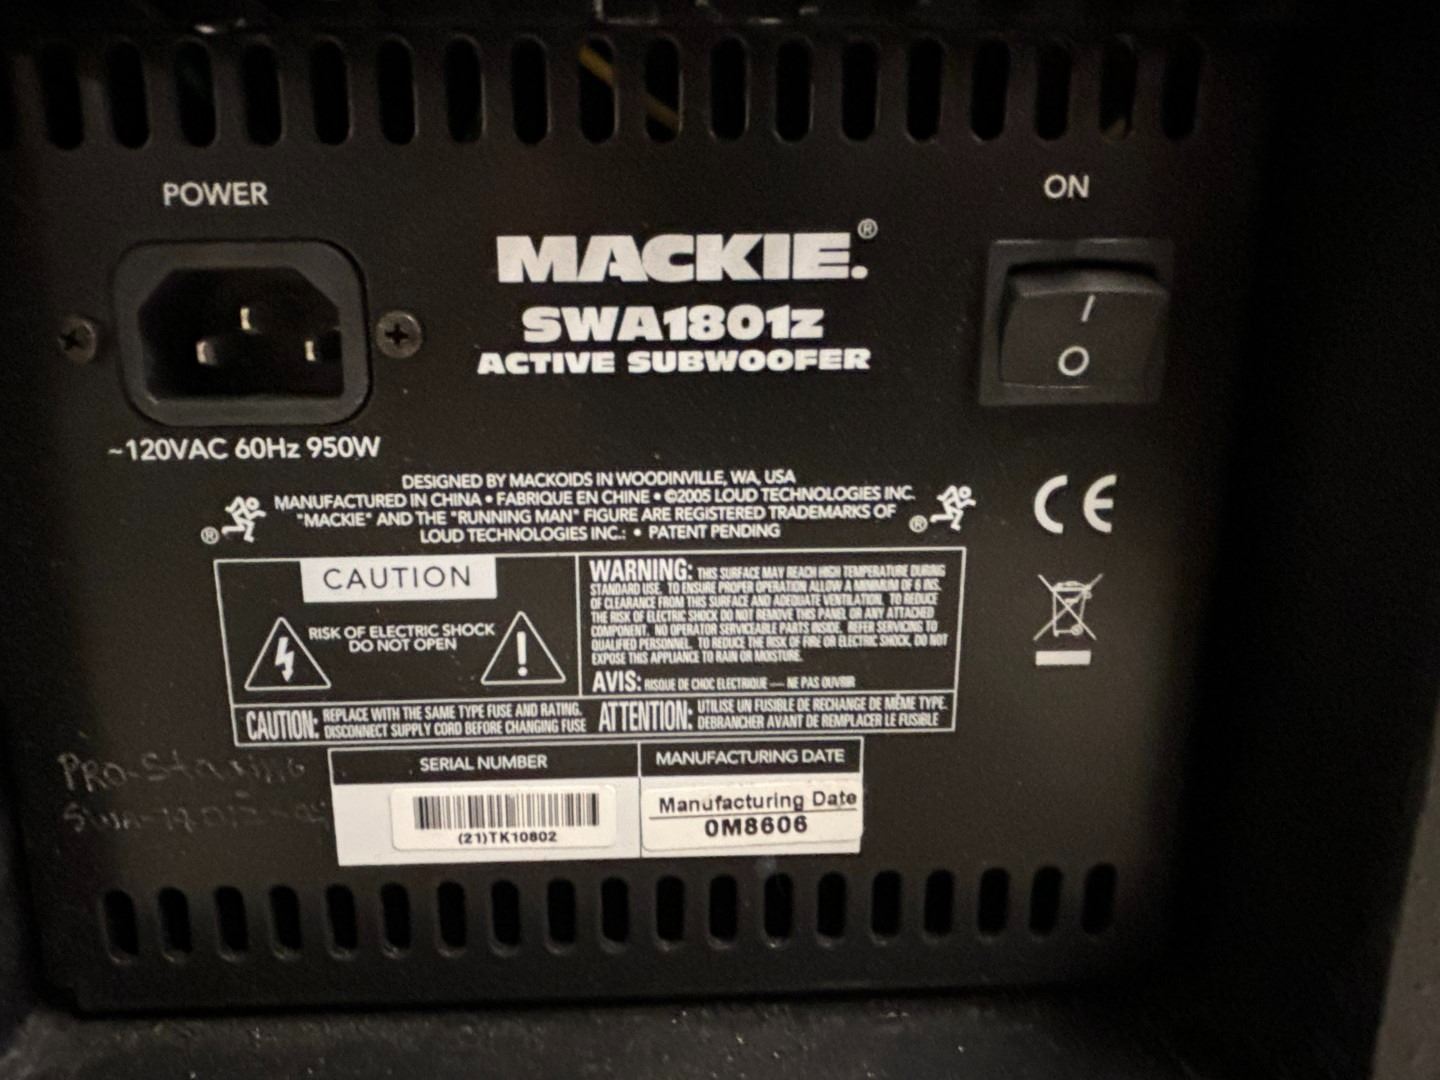 POWER
ON
MACKIE.®
SWA1801z
ACTIVE SUBWOOFER
~120VAC 60Hz 950W
DESIGNED BY MACKOIDS IN WOODINVILLE, WA, USA
MANUFACTURED IN CHINA • FABRIQUE EN CHINE • ©2005 LOUD TECHNOLOGIES INC.
"MACKIE" AND THE "RUNNING MAN" FIGURE ARE REGISTERED TRADEMARKS OF
LOUD TECHNOLOGIES INC.: • PATENT PENDING
®
®
CE
CAUTION
RISK OF ELECTRIC SHOCK
DO NOT OPEN
WARNING: THIS SURFACE MAY REACH HIGH TEMPERATURE DURING
STANDARD USE. TO ENSURE PROPER OPERATION ALLOW A MINIMUM OF 6 INS.
OF CLEARANCE FROM THIS SURFACE AND ADEQUATE VENTILATION. TO REDUCE
THE RISK OF ELECTRIC SHOCK DO NOT REMOVE THIS PANEL OR ANY ATTACHED
COMPONENT. NO OPERATOR SERVICEABLE PARTS INSIDE. REFER SERVICING TO
QUALIFIED PERSONNEL. TO REDUCE THE RISK OF FIRE OR ELECTRIC SHOCK, DO NOT
EXPOSE THIS APPLIANCE TO RAIN OR MOISTURE.
AVIS: RISQUE DE CHOC ELECTRIQUE — NE PAS OUVRIR
CAUTION: REPLACE WITH THE SAME TYPE FUSE AND RATING.
DISCONNECT SUPPLY CORD BEFORE CHANGING FUSE
ATTENTION: UTILISE UN FUSIBLE DE RECHANGE DE MÊME TYPE.
DEBRANCHER AVANT DE REMPLACER LE FUSIBLE
SERIAL NUMBER
MANUFACTURING DATE
(21)TK10802
Manufacturing Date
0M8606